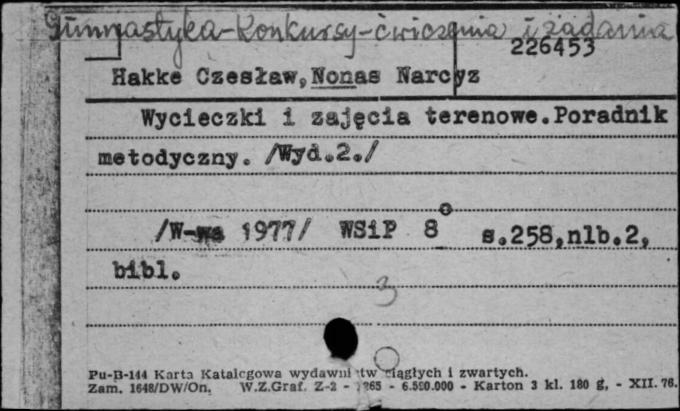 Gimnastyka-Konkursy-ćwiczenia i zadania
226453
Hakke Czesław, Nonas Narcyz
Wycieczki i zajęcia terenowe.Poradnik
metodyczny. /Wyd.2./
/W-wa 1977/ WSiP 8° s.258,nlb.2,
bibl.
3
Pu-B-144 Karta Katalogowa wydawnictw ciągłych i zwartych.
Zam. 1648/DW/On. W.Z.Graf. Z-2 - 1265 - 6.500.000 - Karton 3 kl. 180 g, - XII. 76.